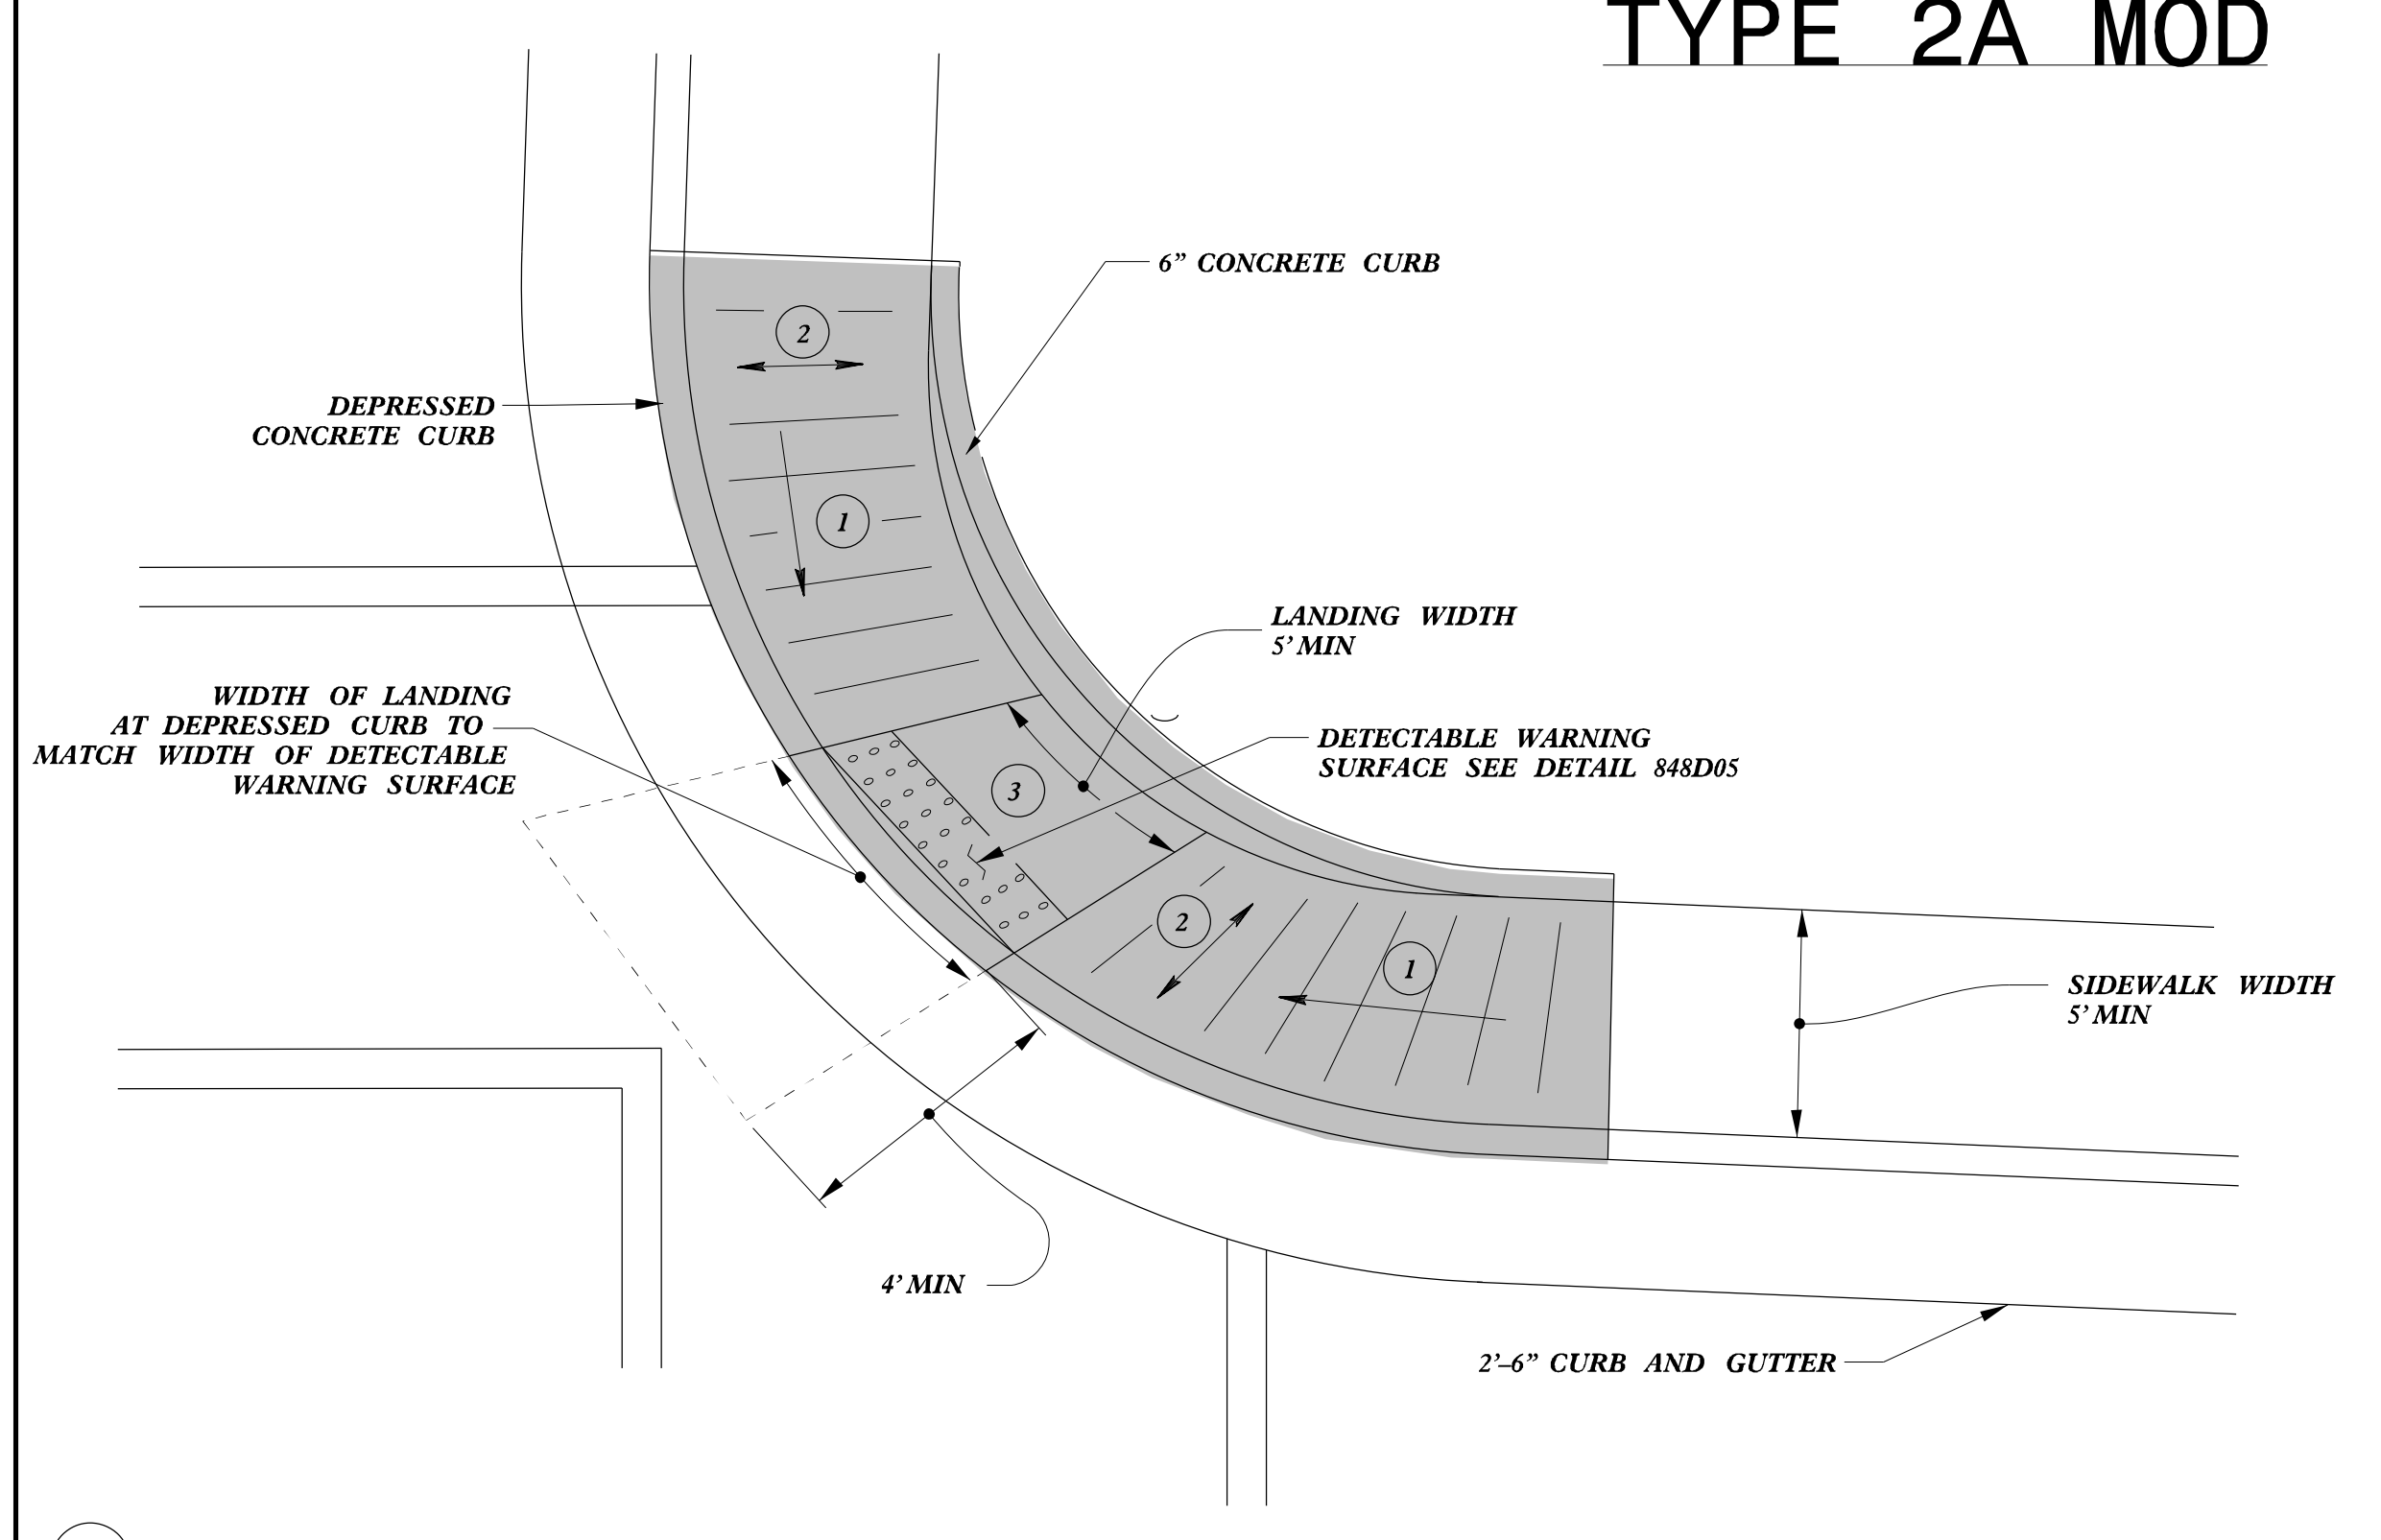 TYPE 2A MOD
6” CONCRETE CURB
2
DEPRESSED
CONCRETE CURB
1
LANDING WIDTH
5’ MIN
WIDTH OF LANDING
AT DEPRESSED CURB TO
MATCH WIDTH OF DETECTABLE
WARNING SURFACE
DETECTABLE WARNING
SURFACE SEE DETAIL 848D05
3
2
1
SIDEWALK WIDTH
5’ MIN
4’ MIN
2’–6” CURB AND GUTTER